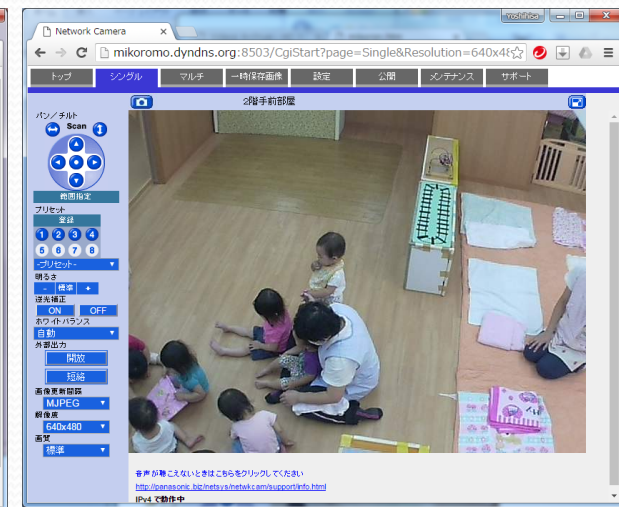 Yoshihisa
Network Camera
mikoromo.dyndns.org:8503/CgiStart?page=Single&Resolution=640x48
トップ シングル マルチ 一時保存画像 設定 公開 メンテナンス サポート
2階手前部屋
パン／チルト
Scan
範囲指定
プリセット
登録
1 2 3 4
5 6 7 8
-プリセット-
明るさ
- 標準 +
逆光補正
ON OFF
ホワイトバランス
自動
外部出力
開放
短絡
画像更新間隔
MJPEG
解像度
640x480
画質
標準
音声が聴こえないときはこちらをクリックしてください
http://panasonic.biz/netsys/netwkcam/support/info.html
IPv4 で動作中